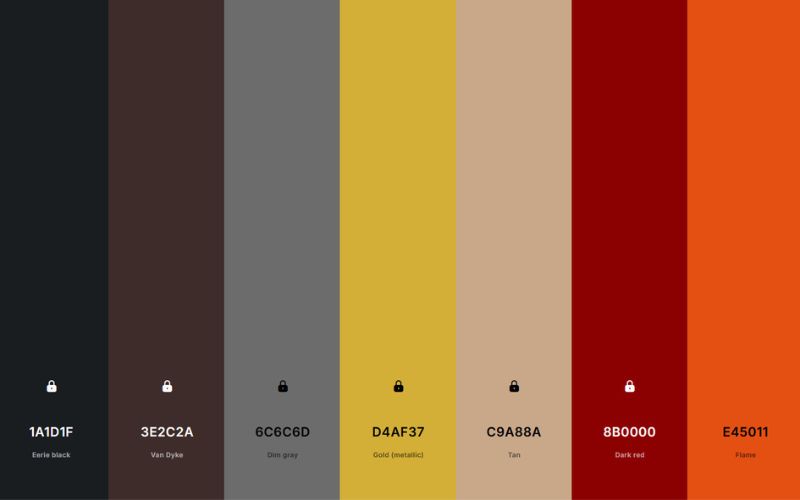 1A1D1F
Eerie black
3E2C2A
Van Dyke
6C6C6D
Dim gray
D4AF37
Gold (metallic)
C9A88A
Tan
8B0000
Dark red
E45011
Flame